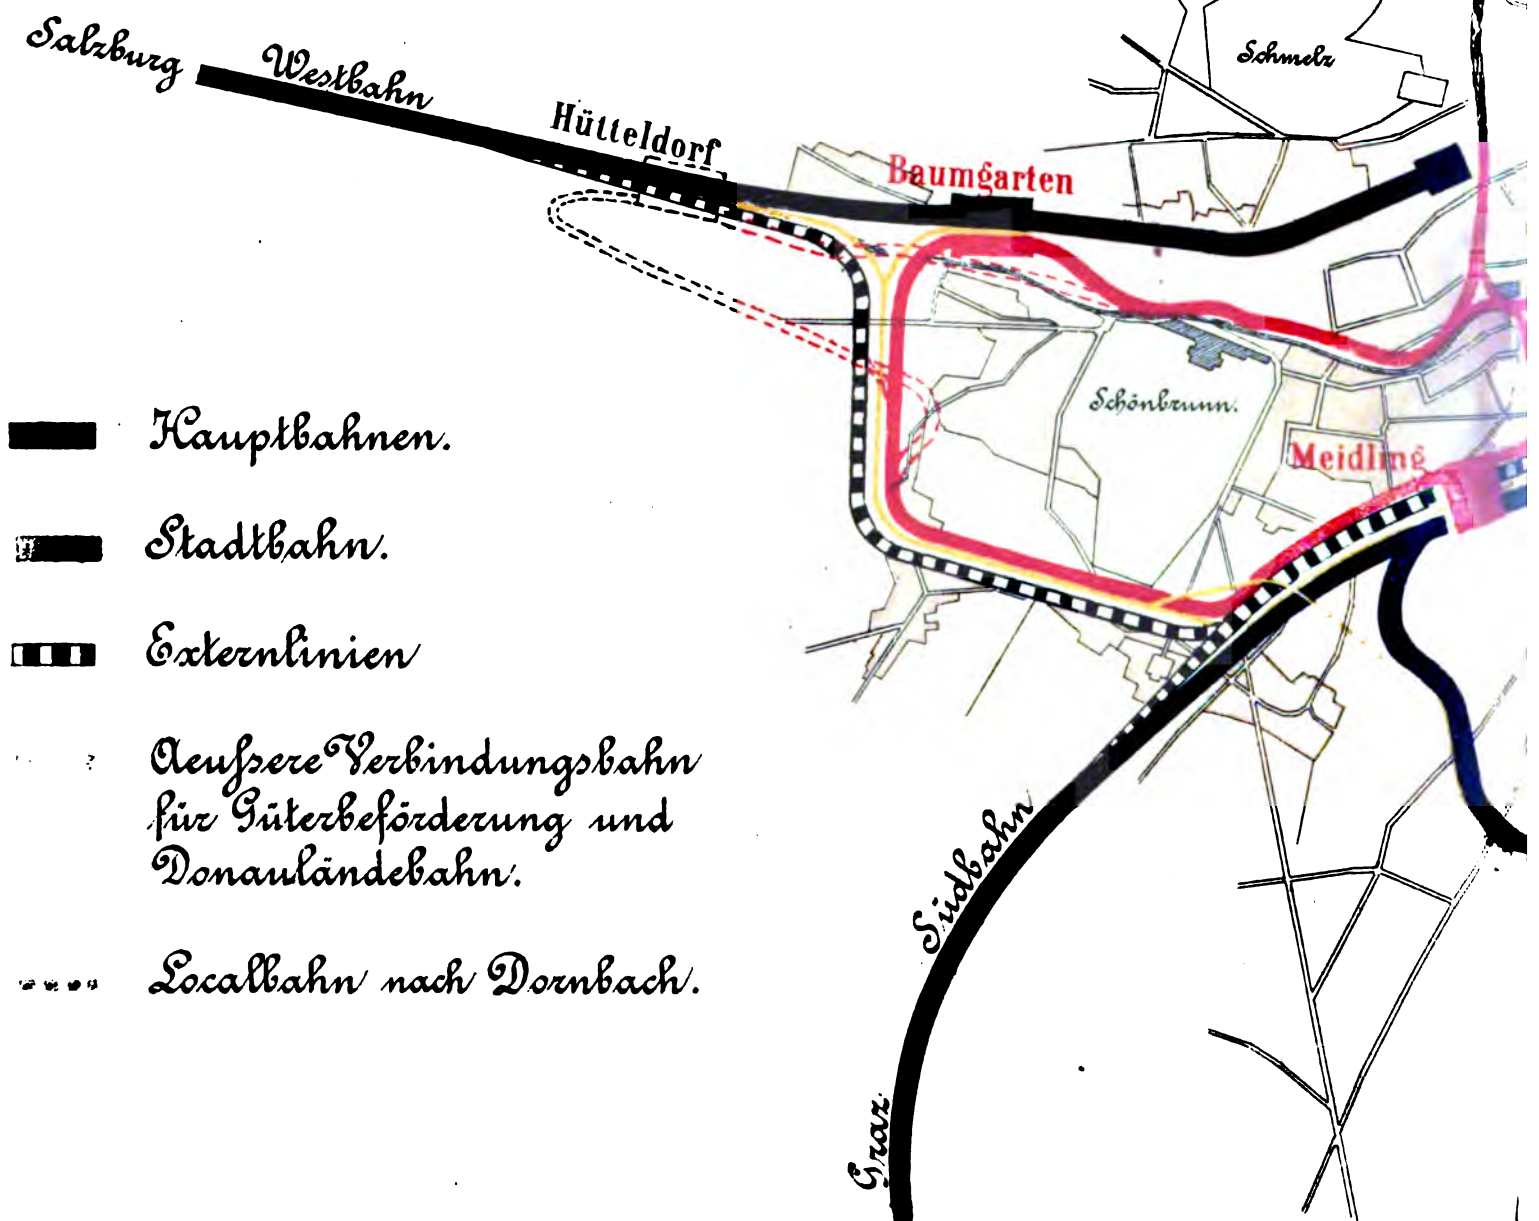 Salzburg
Westbahn
Hütteldorf
Schmelz
Baumgarten
Schönbrunn.
Meidling
Hauptbahnen.
Stadtbahn.
Externlinien
Aeußere Verbindungsbahn
für Güterbeförderung und
Donauländebahn.
Localbahn nach Dornbach.
Südbahn
Graz